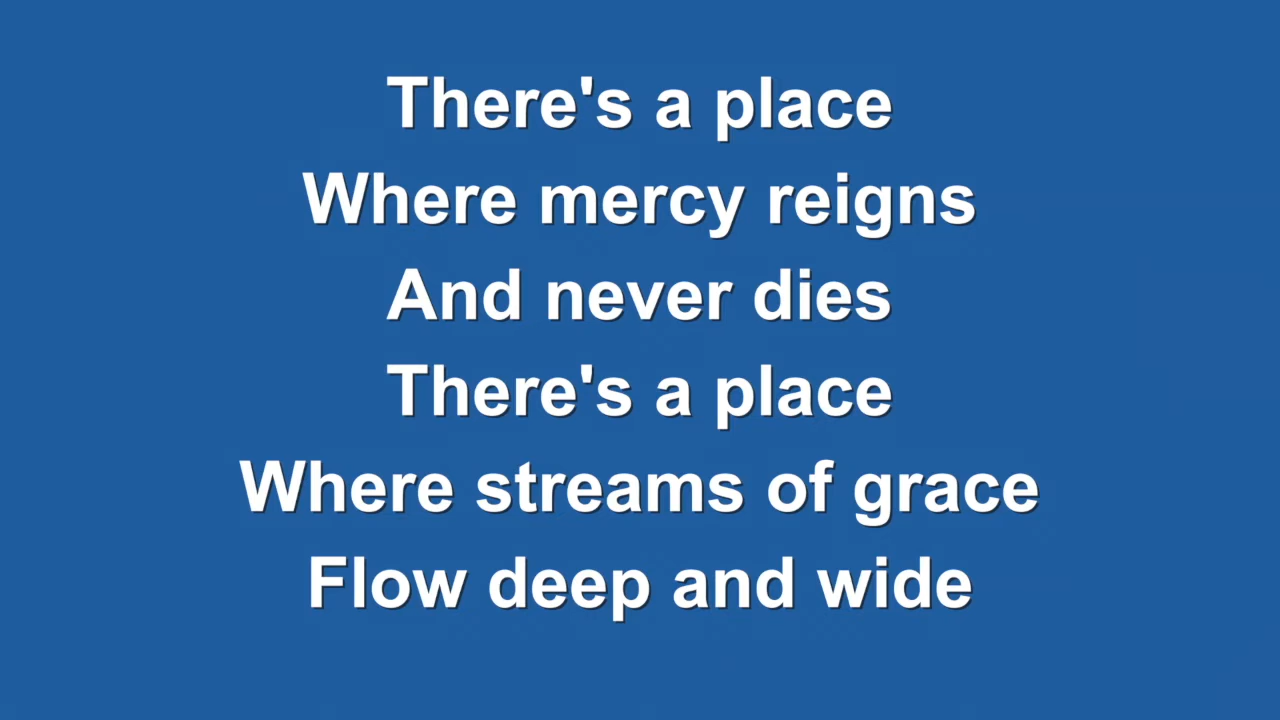 There's a place
Where mercy reigns
And never dies
There's a place
Where streams of grace
Flow deep and wide